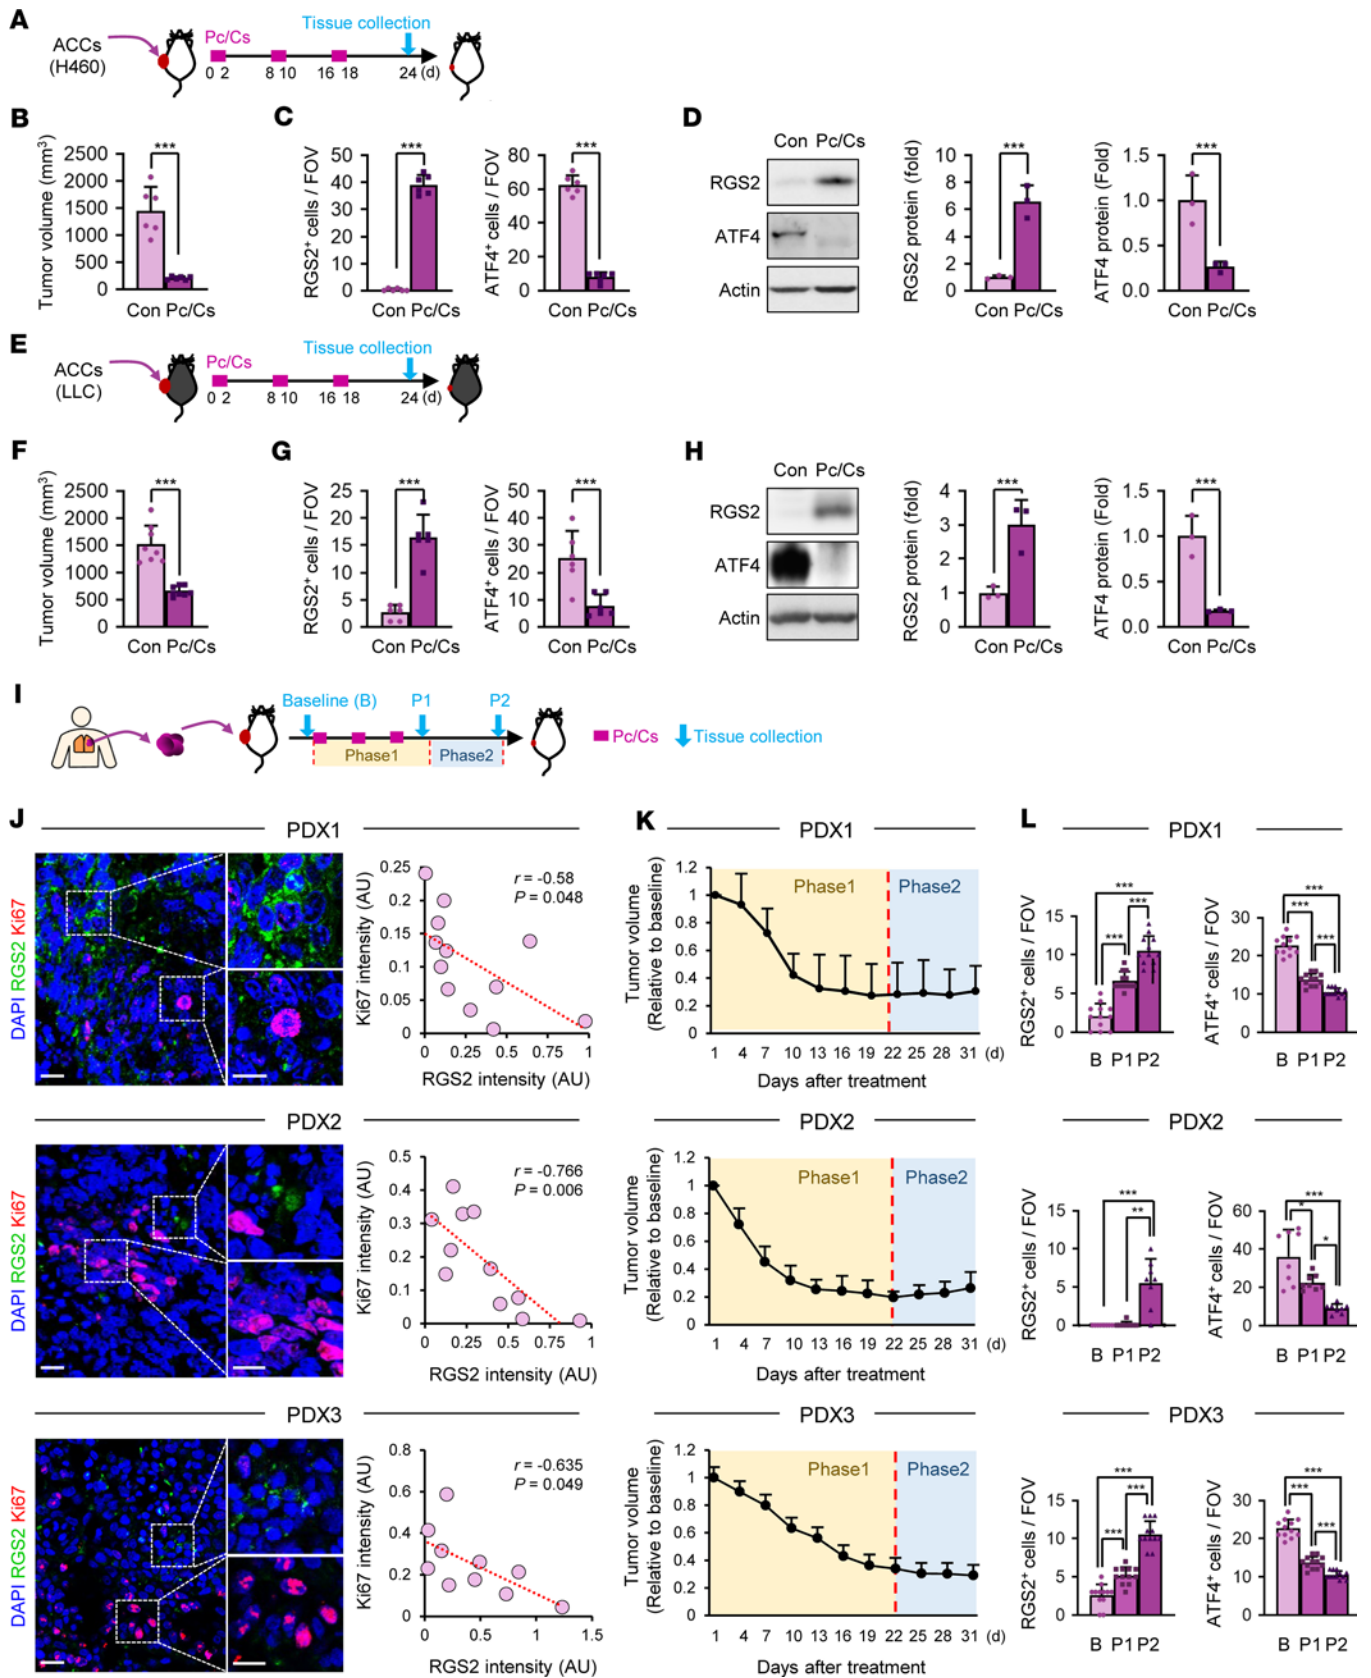 A
ACCs
(H460)
Pc/Cs
Tissue collection
0 2 8 10 16 18 24 (d)
B
Tumor volume (mm³)
2500
2000
1500
1000
500
0
Con Pc/Cs
***
C
RGS2⁺ cells / FOV
50
40
30
20
10
0
Con Pc/Cs
***
ATF4⁺ cells / FOV
80
60
40
20
0
Con Pc/Cs
***
D
Con Pc/Cs
RGS2
ATF4
Actin
RGS2 protein (fold)
10
8
6
4
2
0
Con Pc/Cs
***
ATF4 protein (Fold)
1.5
1.0
0.5
0.0
Con Pc/Cs
***
E
ACCs
(LLC)
Pc/Cs
Tissue collection
0 2 8 10 16 18 24 (d)
F
Tumor volume (mm³)
2500
2000
1500
1000
500
0
Con Pc/Cs
***
G
RGS2⁺ cells / FOV
25
20
15
10
5
0
Con Pc/Cs
***
ATF4⁺ cells / FOV
50
40
30
20
10
0
Con Pc/Cs
***
H
Con Pc/Cs
RGS2
ATF4
Actin
RGS2 protein (fold)
4
3
2
1
0
Con Pc/Cs
***
ATF4 protein (Fold)
1.5
1.0
0.5
0.0
Con Pc/Cs
***
I
Baseline (B)
P1
P2
Phase1
Phase2
Pc/Cs
Tissue collection
J
PDX1
DAPI RGS2 Ki67
Ki67 intensity (AU)
0.25
0.2
0.15
0.1
0.05
0
r = -0.58
P = 0.048
0 0.25 0.5 0.75 1
RGS2 intensity (AU)
K
PDX1
Tumor volume
(Relative to baseline)
1.2
1
0.8
0.6
0.4
0.2
0
Phase1
Phase2
1 4 7 10 13 16 19 22 25 28 31 (d)
Days after treatment
L
PDX1
RGS2⁺ cells / FOV
15
10
5
0
*** *** ***
B P1 P2
ATF4⁺ cells / FOV
30
20
10
0
*** *** ***
B P1 P2
PDX2
DAPI RGS2 Ki67
Ki67 intensity (AU)
0.5
0.4
0.3
0.2
0.1
0
r = -0.766
P = 0.006
0 0.25 0.5 0.75 1
RGS2 intensity (AU)
PDX2
Tumor volume
(Relative to baseline)
1.2
1
0.8
0.6
0.4
0.2
0
Phase1
Phase2
1 4 7 10 13 16 19 22 25 28 31 (d)
Days after treatment
PDX2
RGS2⁺ cells / FOV
15
10
5
0
*** **
B P1 P2
ATF4⁺ cells / FOV
60
40
20
0
*** * *
B P1 P2
PDX3
DAPI RGS2 Ki67
Ki67 intensity (AU)
0.8
0.6
0.4
0.2
0
r = -0.635
P = 0.049
0 0.5 1 1.5
RGS2 intensity (AU)
PDX3
Tumor volume
(Relative to baseline)
1.2
1
0.8
0.6
0.4
0.2
0
Phase1
Phase2
1 4 7 10 13 16 19 22 25 28 31 (d)
Days after treatment
PDX3
RGS2⁺ cells / FOV
20
15
10
5
0
*** *** ***
B P1 P2
ATF4⁺ cells / FOV
30
20
10
0
*** *** ***
B P1 P2